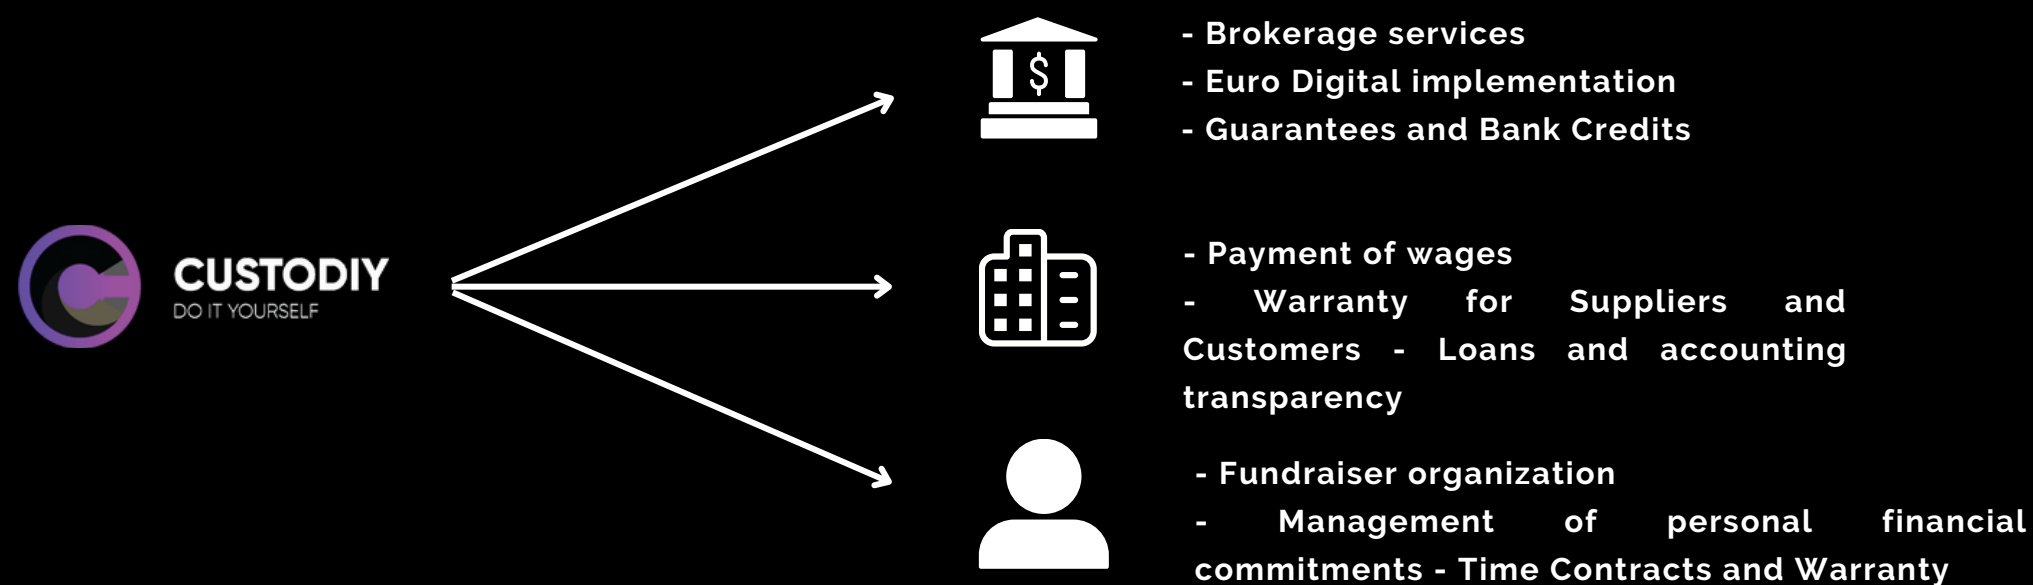 CUSTODIY
DO IT YOURSELF
$
- Brokerage services
- Euro Digital implementation
- Guarantees and Bank Credits
- Payment of wages
- Warranty for Suppliers and
Customers - Loans and accounting
transparency
- Fundraiser organization
- Management of personal financial
commitments - Time Contracts and Warranty